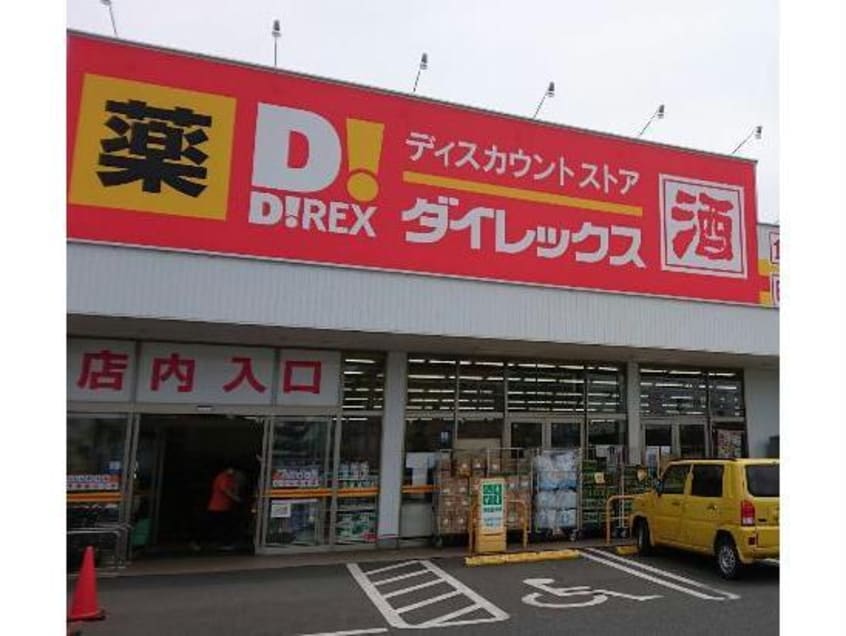 薬
D!
D!REX
ディスカウント ストア
ダイレックス
酒
店内入口